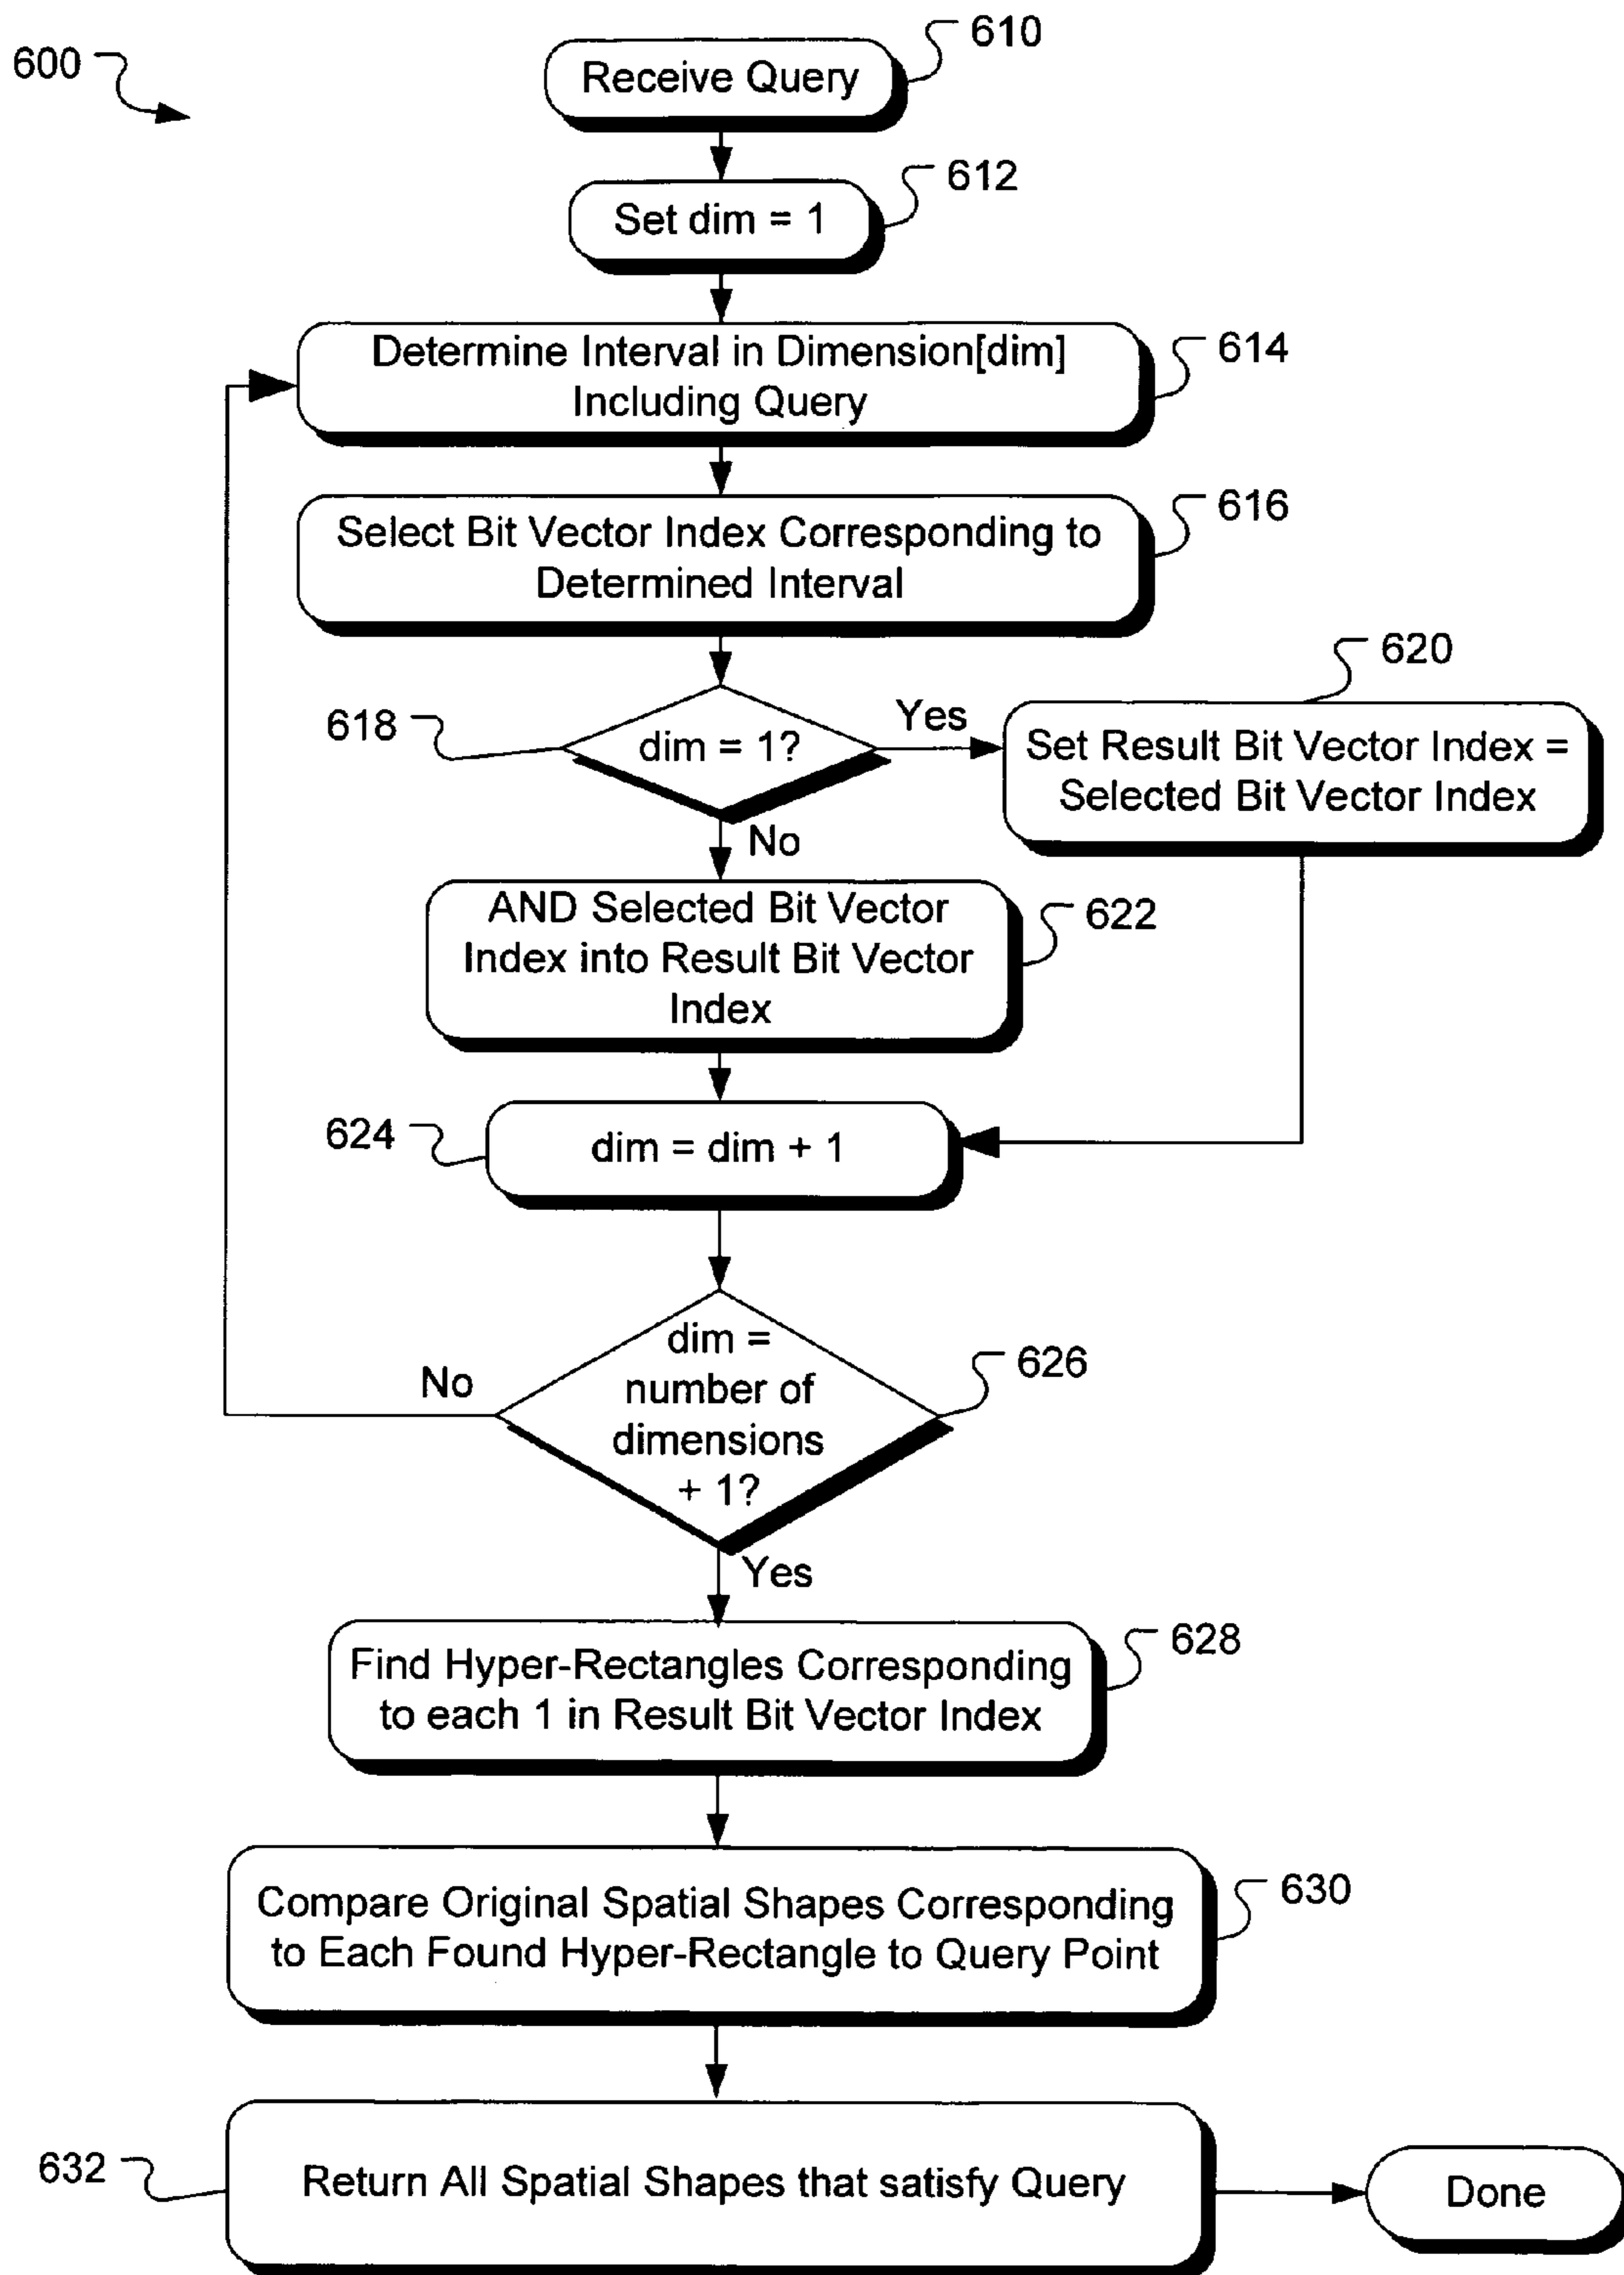 600
610
Receive Query
612
Set dim = 1
614
Determine Interval in Dimension[dim]
Including Query
616
Select Bit Vector Index Corresponding to
Determined Interval
618
dim = 1?
Yes
620
Set Result Bit Vector Index =
Selected Bit Vector Index
No
AND Selected Bit Vector
Index into Result Bit Vector
Index
622
624
dim = dim + 1
No
dim =
number of
dimensions
+ 1?
626
Yes
Find Hyper-Rectangles Corresponding
to each 1 in Result Bit Vector Index
628
Compare Original Spatial Shapes Corresponding
to Each Found Hyper-Rectangle to Query Point
630
632
Return All Spatial Shapes that satisfy Query
Done